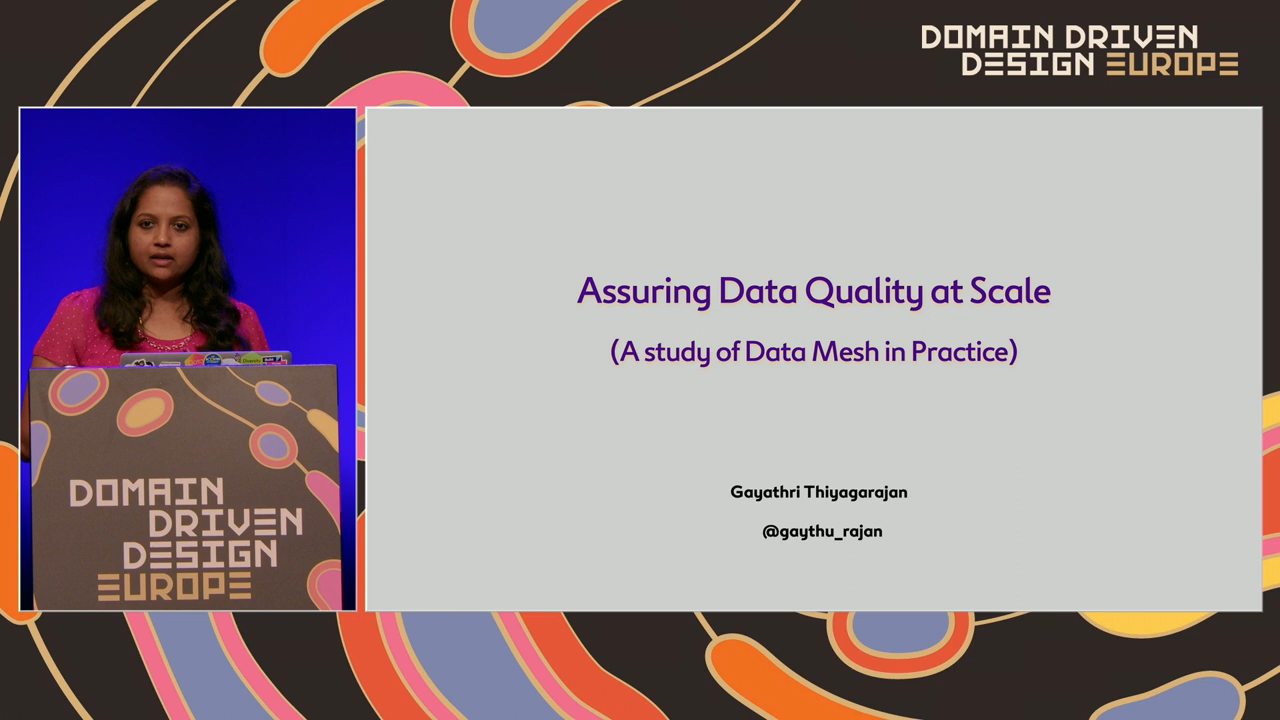 DOMAIN DRIVEN
DESIGN EUROPE
Assuring Data Quality at Scale
(A study of Data Mesh in Practice)
Gayathri Thiyagarajan
@gaythu_rajan
DOMAIN
DRIVEN
DESIGN
EUROPE